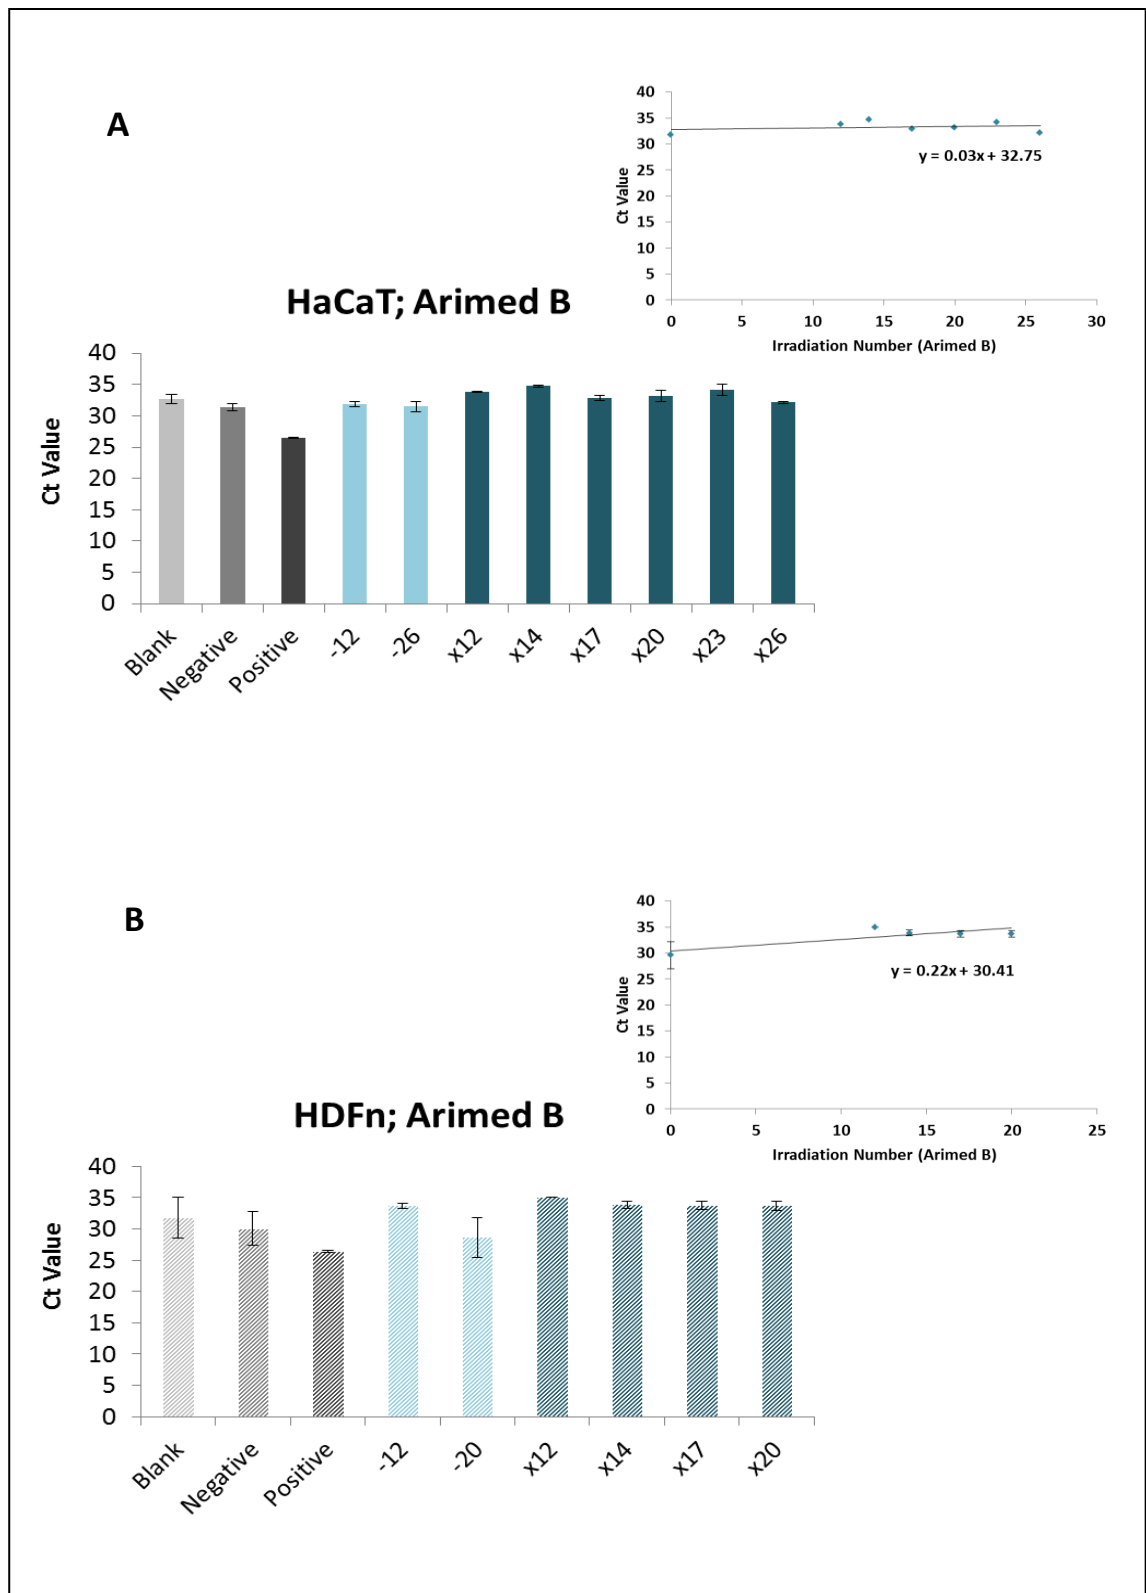 A
40
35
30
25
20
15
10
5
0
Ct Value
0 5 10 15 20 25 30
Irradiation Number (Arimed B)
y = 0.03x + 32.75
HaCaT; Arimed B
40
35
30
25
20
15
10
5
0
Ct Value
Blank Negative Positive -12 -26 x12 x14 x17 x20 x23 x26
B
40
35
30
25
20
15
10
5
0
Ct Value
0 5 10 15 20 25
Irradiation Number (Arimed B)
y = 0.22x + 30.41
HDFn; Arimed B
40
35
30
25
20
15
10
5
0
Ct Value
Blank Negative Positive -12 -20 x12 x14 x17 x20